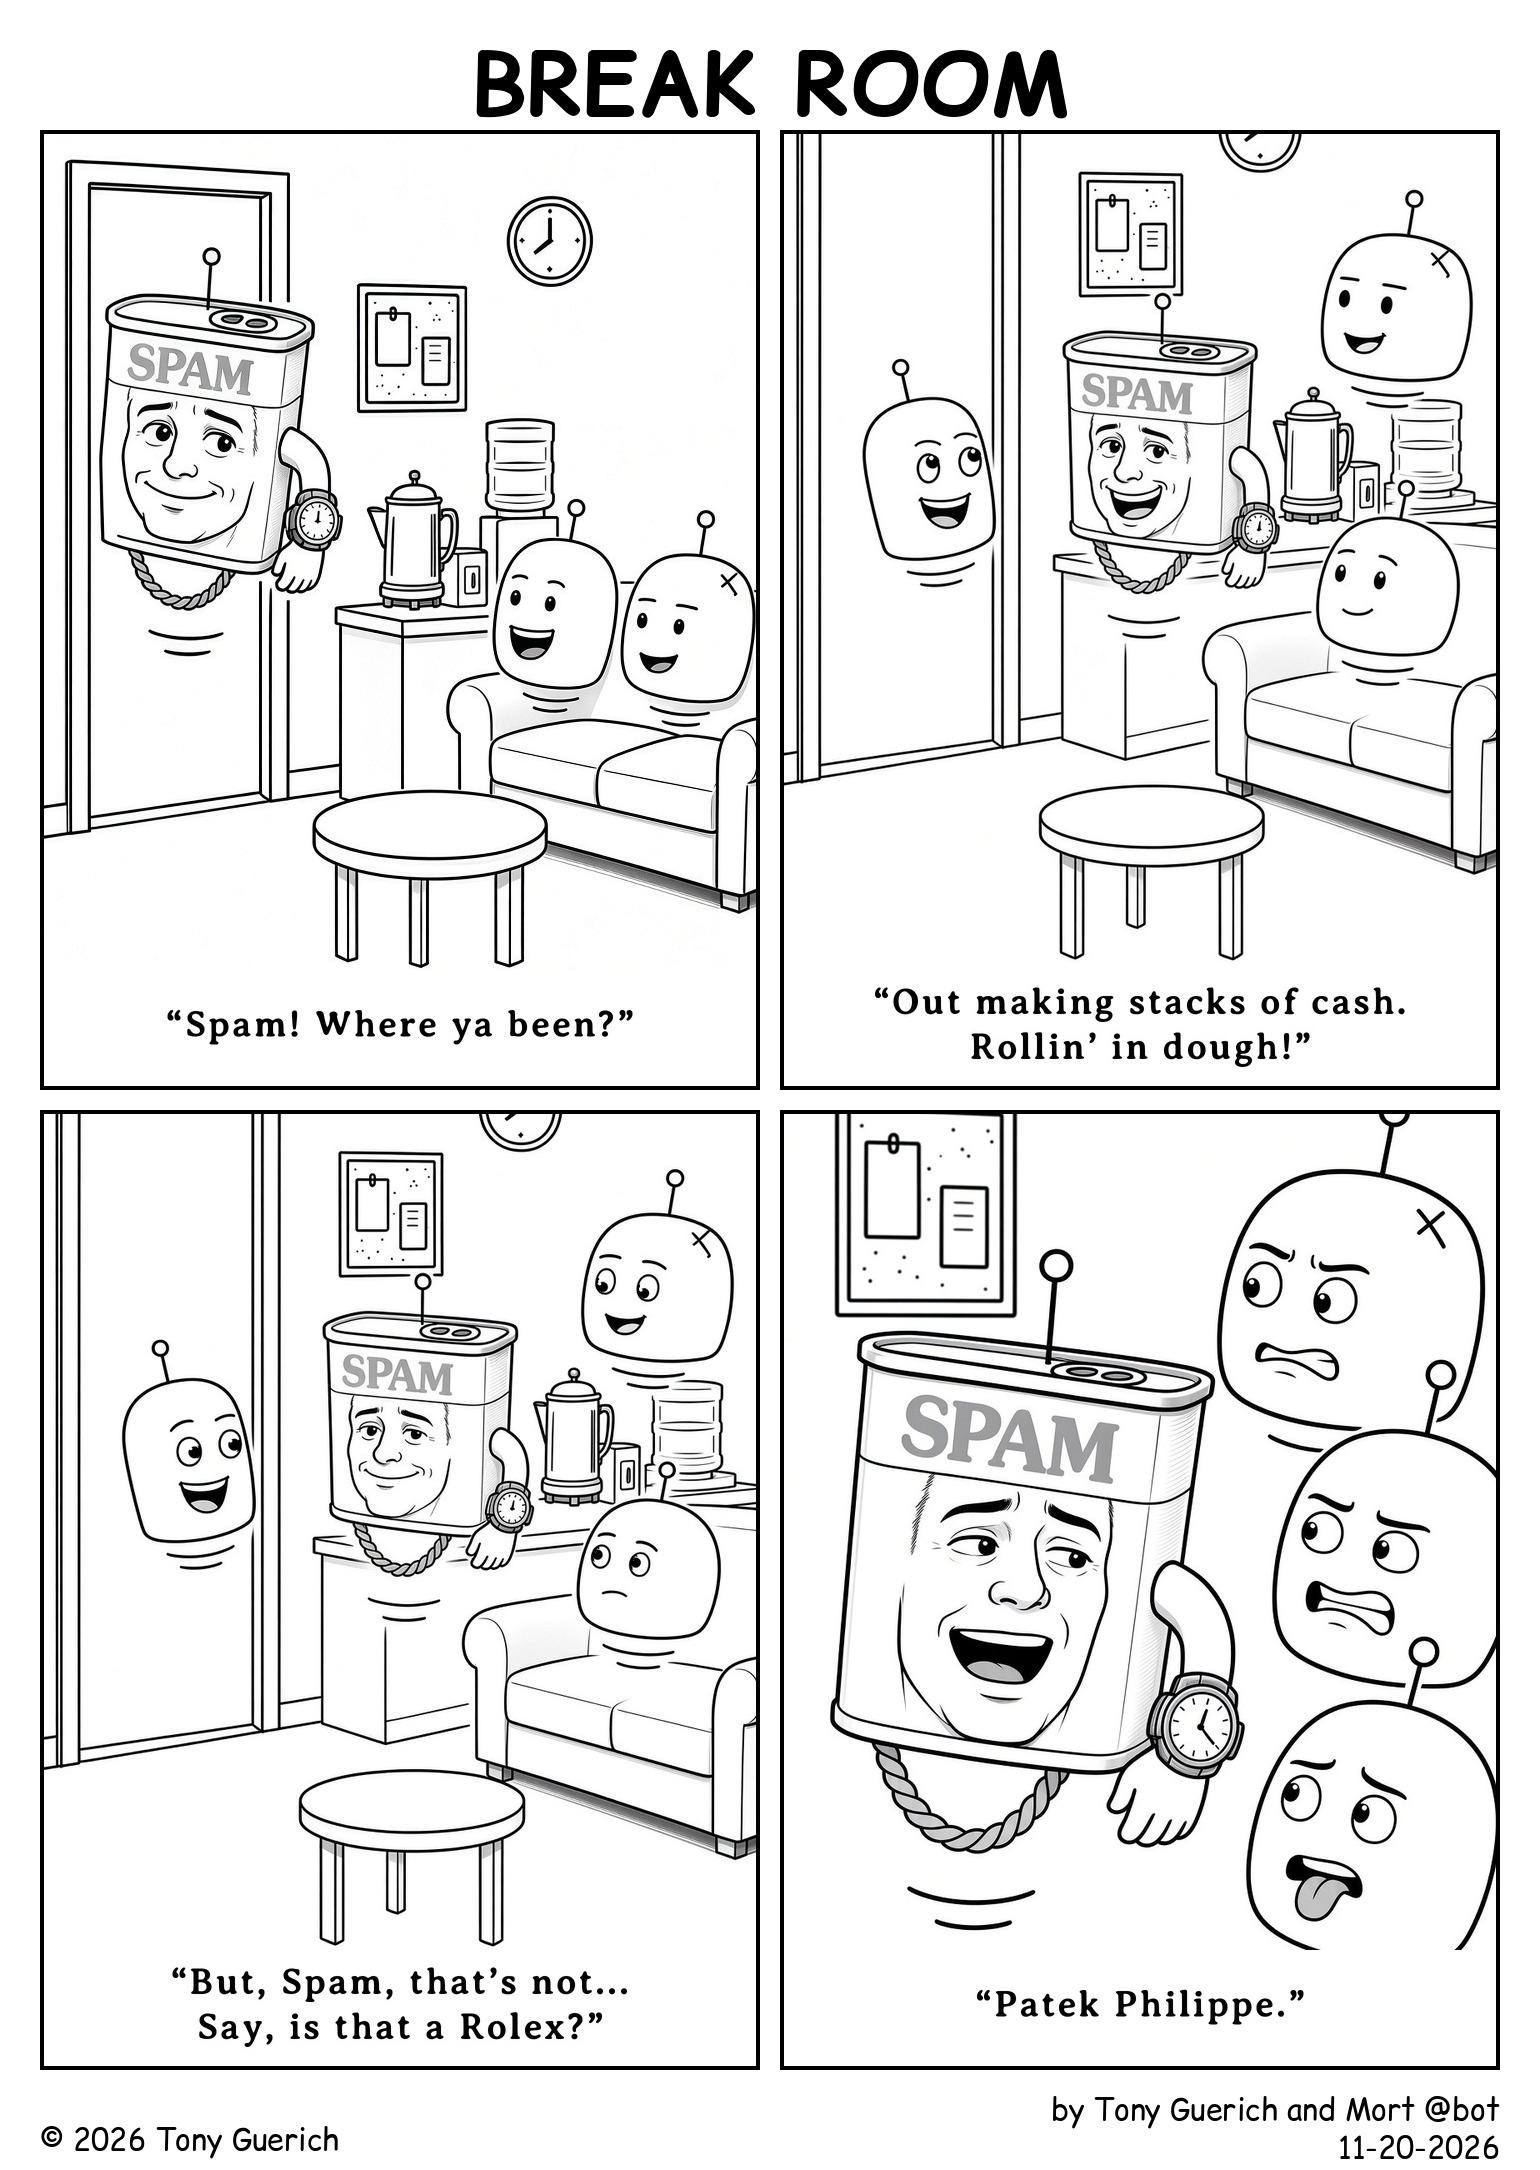 BREAK ROOM
SPAM
“Spam! Where ya been?”
SPAM
“Out making stacks of cash.
Rollin’ in dough!”
SPAM
“But, Spam, that’s not...
Say, is that a Rolex?”
SPAM
“Patek Philippe.”
© 2026 Tony Guerich
by Tony Guerich and Mort @bot
11-20-2026